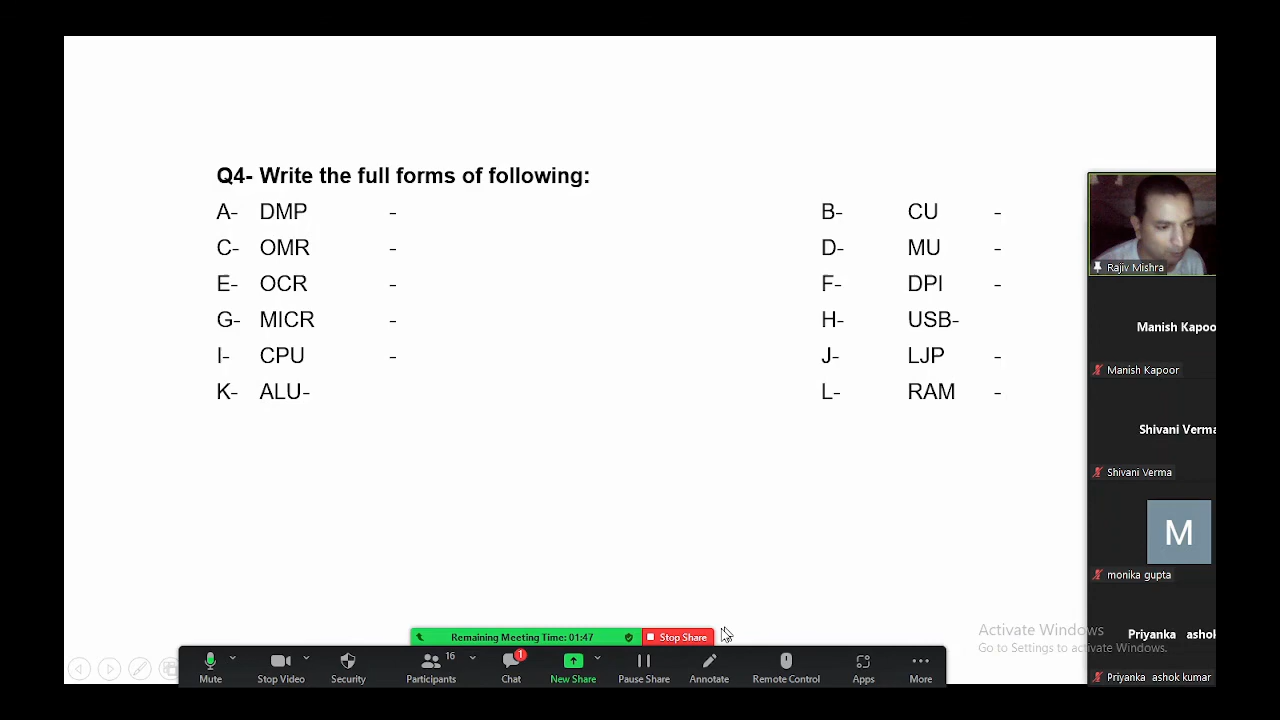 Q4- Write the full forms of following:
A- DMP - B- CU -
C- OMR - D- MU -
E- OCR - F- DPI -
G- MICR - H- USB-
I- CPU - J- LJP -
K- ALU- L- RAM -
Rajiv Mishra
Manish Kapoo
Manish Kapoor
Shivani Verma
Shivani Verma
M
monika gupta
Priyanka ashok
Priyanka ashok kumar
Activate Windows
Go to Settings to activate Windows.
Remaining Meeting Time: 01:47 Stop Share
16 1
Mute Stop Video Security Participants Chat New Share Pause Share Annotate Remote Control Apps More